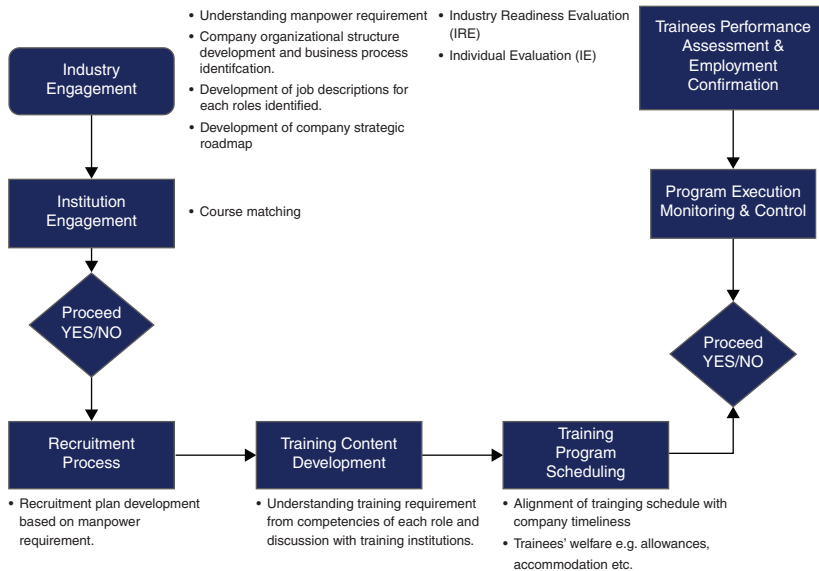 Industry
Engagement
• Understanding manpower requirement
• Company organizational structure
development and business process
identifcation.
• Development of job descriptions for
each roles identified.
• Development of company strategic
roadmap
• Industry Readiness Evaluation
(IRE)
• Individual Evaluation (IE)
Trainees Performance
Assessment &
Employment
Confirmation
Institution
Engagement
• Course matching
Program Execution
Monitoring & Control
Proceed
YES/NO
Proceed
YES/NO
Recruitment
Process
• Recruitment plan development
based on manpower
requirement.
Training Content
Development
• Understanding training requirement
from competencies of each role and
discussion with training institutions.
Training
Program
Scheduling
• Alignment of trainging schedule with
company timeliness
• Trainees' welfare e.g. allowances,
accommodation etc.